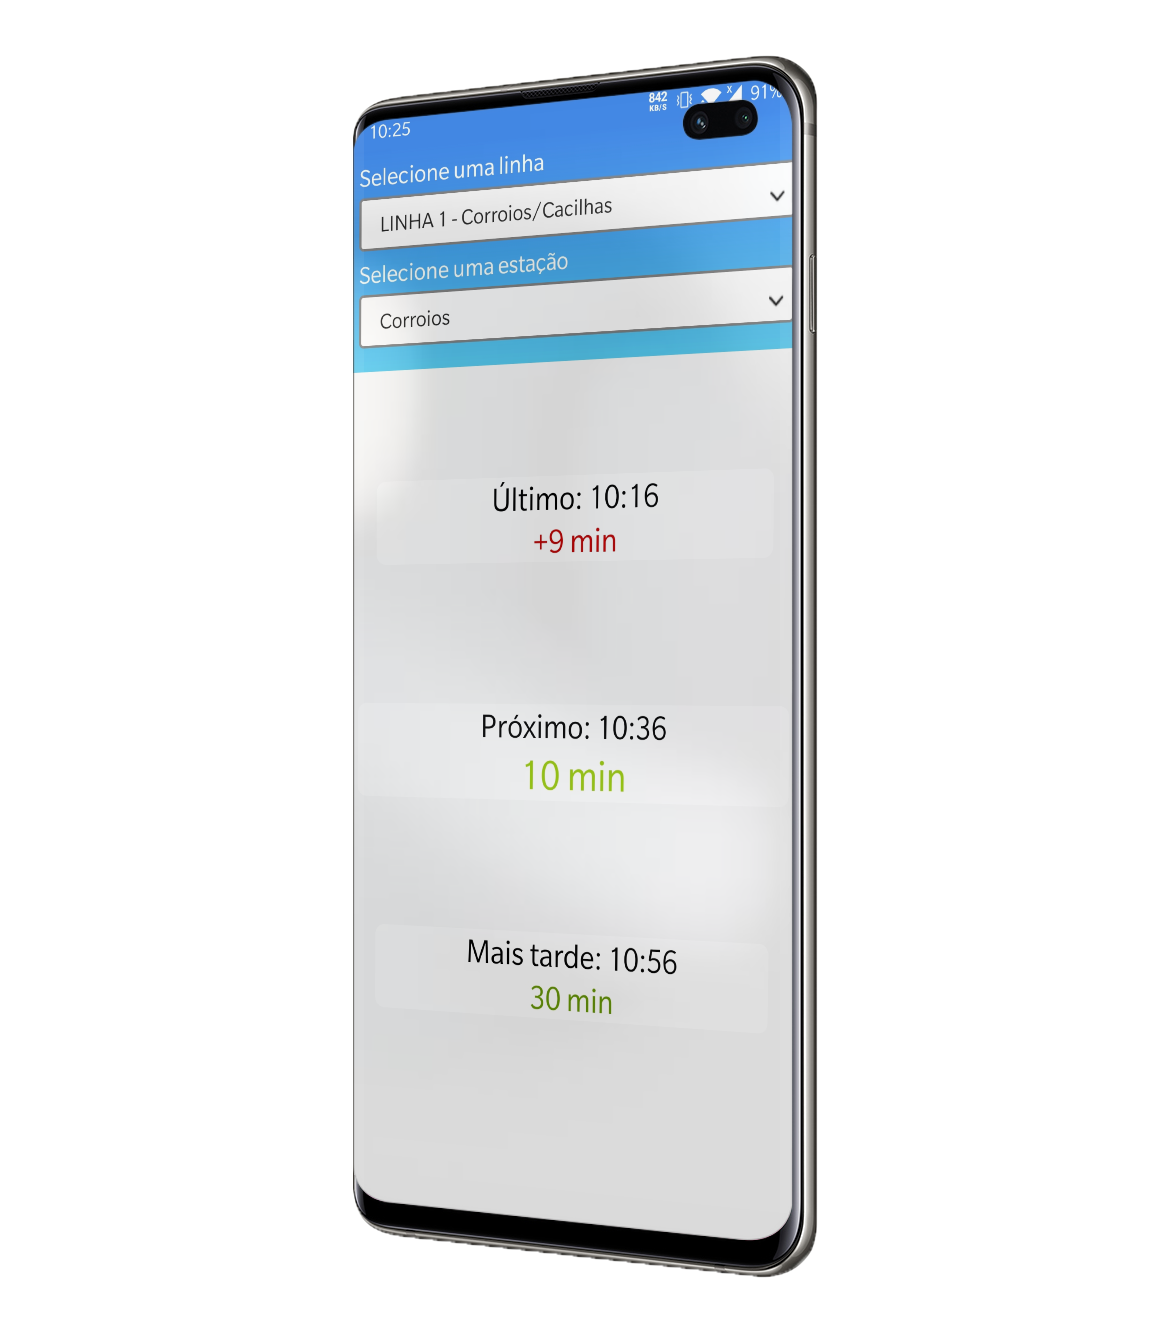 842
KB/S
x
91%
10:25
Selecione uma linha
LINHA 1 - Corroios/Cacilhas
Selecione uma estação
Corroios
Último: 10:16
+9 min
Próximo: 10:36
10 min
Mais tarde: 10:56
30 min